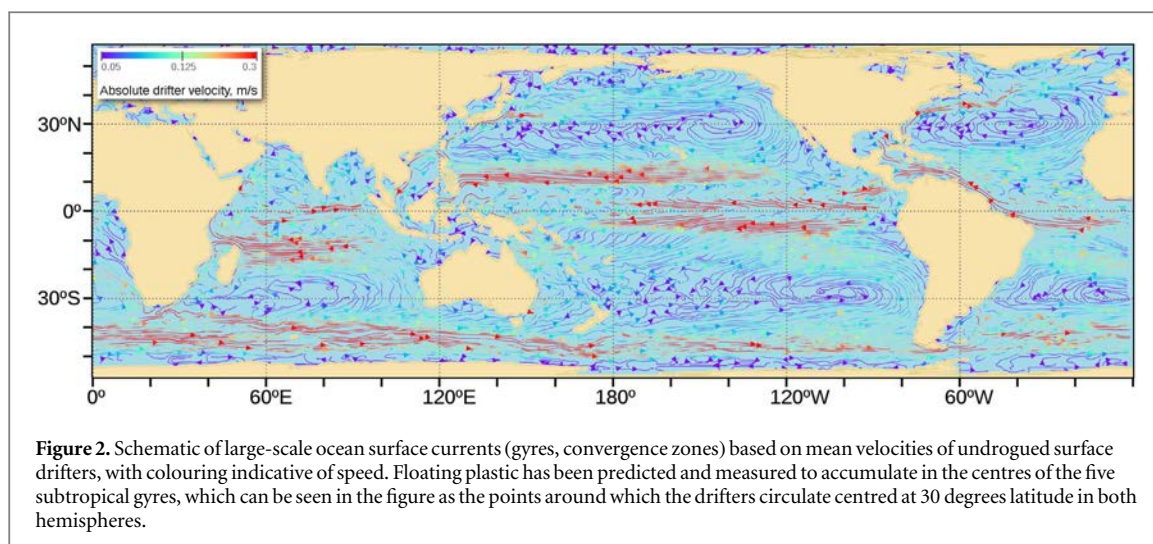 0.05 0.125 0.3
Absolute drifter velocity, m/s
30ºN
0º
30ºS
0º 60ºE 120ºE 180º 120ºW 60ºW
Figure 2. Schematic of large-scale ocean surface currents (gyres, convergence zones) based on mean velocities of undrogued surface
drifters, with colouring indicative of speed. Floating plastic has been predicted and measured to accumulate in the centres of the five
subtropical gyres, which can be seen in the figure as the points around which the drifters circulate centred at 30 degrees latitude in both
hemispheres.